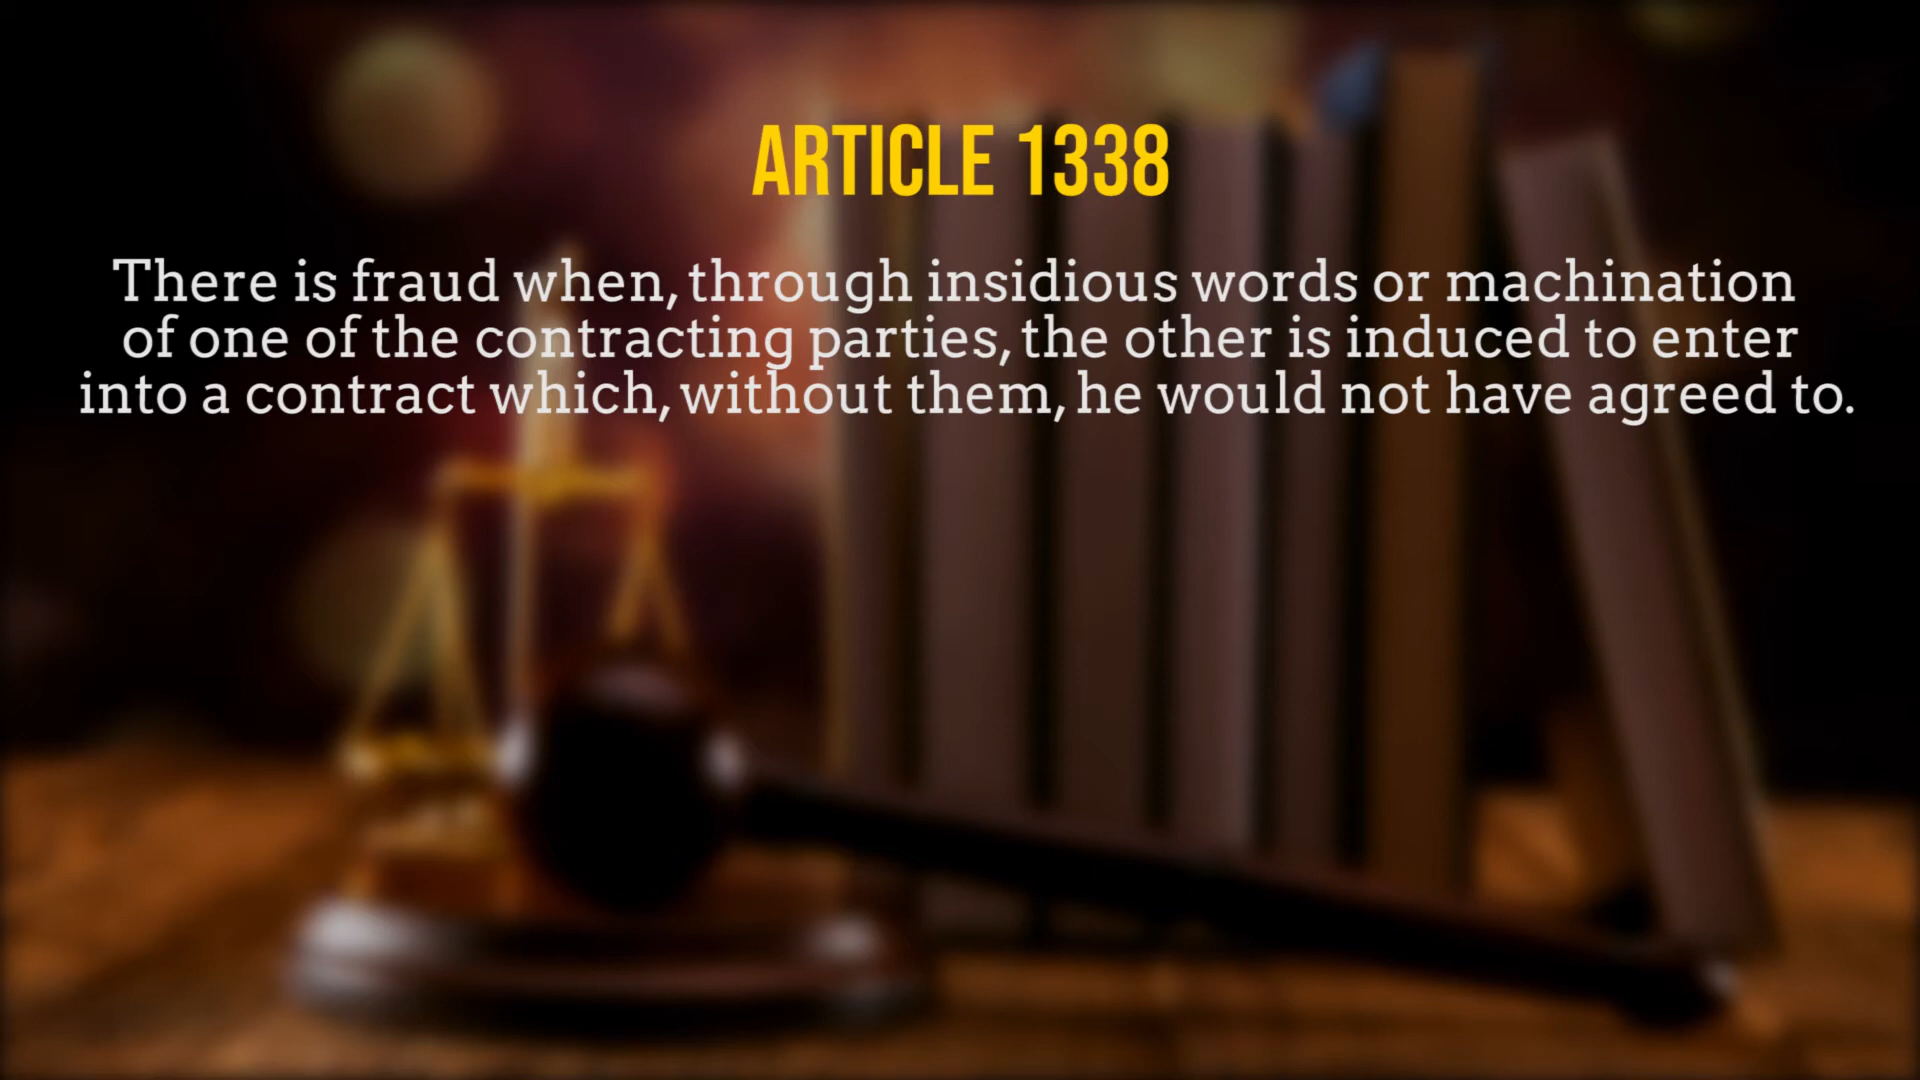 ARTICLE 1338
There is fraud when, through insidious words or machination
of one of the contracting parties, the other is induced to enter
into a contract which, without them, he would not have agreed to.